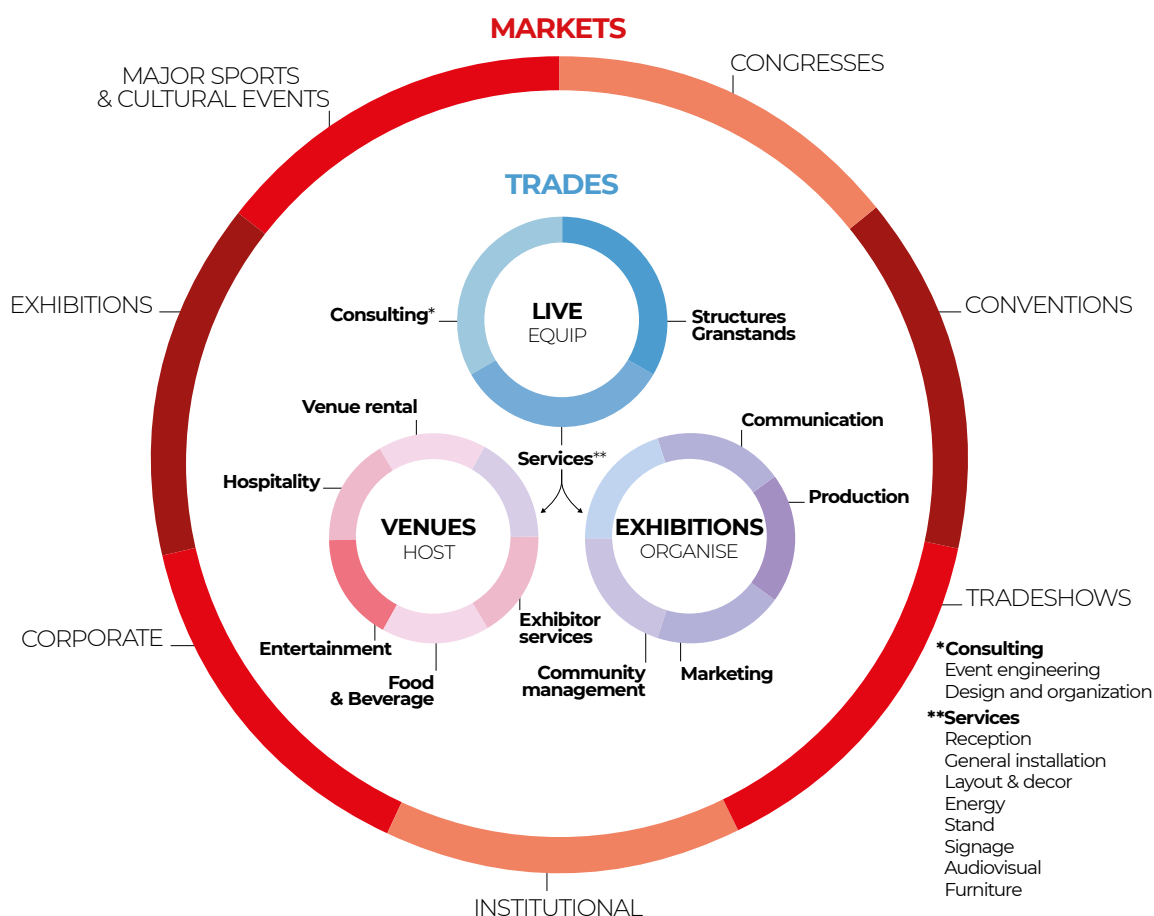 MARKETS
MAJOR SPORTS
& CULTURAL EVENTS
CONGRESSES
TRADES
EXHIBITIONS
CONVENTIONS
Consulting*
LIVE
EQUIP
Structures
Granstands
Venue rental
Communication
Services**
Hospitality
Production
VENUES
HOST
EXHIBITIONS
ORGANISE
TRADESHOWS
CORPORATE
Exhibitor
services
Entertainment
Food
& Beverage
Community
management
Marketing
*Consulting
Event engineering
Design and organization
**Services
Reception
General installation
Layout & decor
Energy
Stand
Signage
Audiovisual
Furniture
INSTITUTIONAL